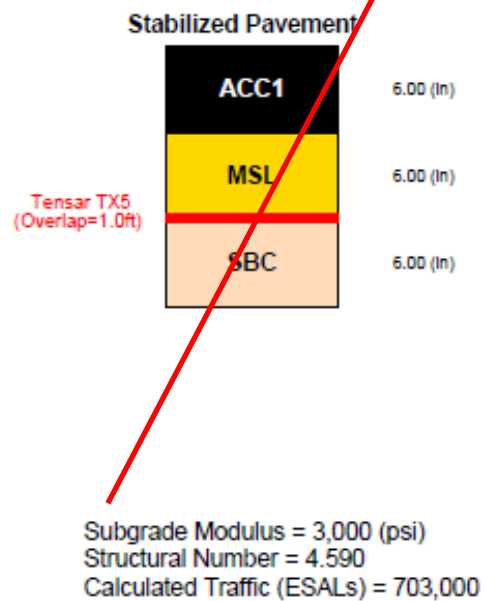 Stabilized Pavement
ACC1
6.00 (in)
MSL
6.00 (in)
Tensar TX5
(Overlap=1.0ft)
SBC
6.00 (in)
Subgrade Modulus = 3,000 (psi)
Structural Number = 4.590
Calculated Traffic (ESALs) = 703,000